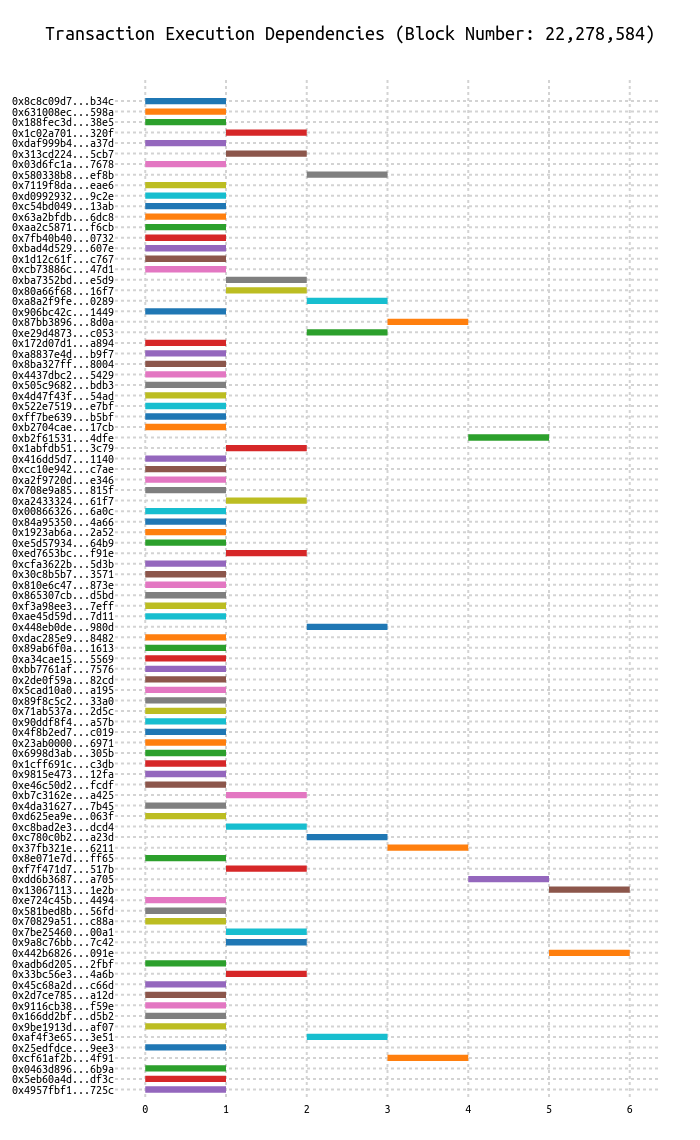 Transaction Execution Dependencies (Block Number: 22,278,584)
0x8c8c09d7...b34c
0x631008ec...598a
0x188fec3d...38e5
0x1c02a701...320f
0xdaf999b4...a37d
0x313cd224...5cb7
0x03d6fc1a...7678
0x580338b8...ef8b
0x7119f8da...eae6
0xd0992932...9c2e
0xc54bd049...13ab
0x63a2bfdb...6dc8
0xaa2c5871...f6cb
0x7fb40b40...0732
0xbad4d529...607e
0x1d12c61f...c767
0xcb73886c...47d1
0xba7352bd...e5d9
0x80a66f68...16f7
0xa8a2f9fe...0289
0x906bc42c...1449
0x87bb3896...8d0a
0xe29d4873...c053
0x172d07d1...a894
0xa8837e4d...b9f7
0x8ba327ff...8004
0x4437dbc2...5429
0x505c9682...bdb3
0x4d47f43f...54ad
0x522e7519...e7bf
0xff7be639...b5bf
0xb2704cae...17cb
0xb2f61531...4dfe
0x1abfdb51...3c79
0x416dd5d7...1140
0xcc10e942...c7ae
0xa2f9720d...e346
0x708e9a85...815f
0xa2433324...61f7
0x00866326...6a0c
0x84a95350...4a66
0x1923ab6a...2a52
0xe5d57934...64b9
0xed7653bc...f91e
0xcfa3622b...5d3b
0x30c8b5b7...3571
0x810e6c47...873e
0x865307cb...d5bd
0xf3a98ee3...7eff
0xae45d59d...7d11
0x448eb0de...980d
0xdac285e9...8482
0x89ab6f0a...1613
0xa34cae15...5569
0xbb7761af...7576
0x2de0f59a...82cd
0x5cad10a0...a195
0x89f8c5c2...33a0
0x71ab537a...2d5c
0x90ddf8f4...a57b
0x4f8b2ed7...c019
0x23ab0000...6971
0x6998d3ab...305b
0x1cff691c...c3db
0x9815e473...12fa
0xe46c50d2...fcdf
0xb7c3162e...a425
0x4da31627...7b45
0xd625ea9e...063f
0xc8bad2e3...dcd4
0xc780c0b2...a23d
0x37fb321e...6211
0x8e071e7d...ff65
0xf7f471d7...517b
0xdd6b3687...a705
0x13067113...1e2b
0xe724c45b...4494
0x581bed8b...56fd
0x70829a51...c88a
0x7be25460...00a1
0x9a8c76bb...7c42
0x442b6826...091e
0xadb6d205...2fbf
0x33bc56e3...4a6b
0x45c68a2d...c66d
0x2d7ce785...a12d
0x9116cb38...f59e
0x166dd2bf...d5b2
0x9be1913d...af07
0xaf4f3e65...3e51
0x25edfdce...9ee3
0xcf61af2b...4f91
0x0463d896...6b9a
0x5eb60a4d...df3c
0x4957fbf1...725c
0 1 2 3 4 5 6